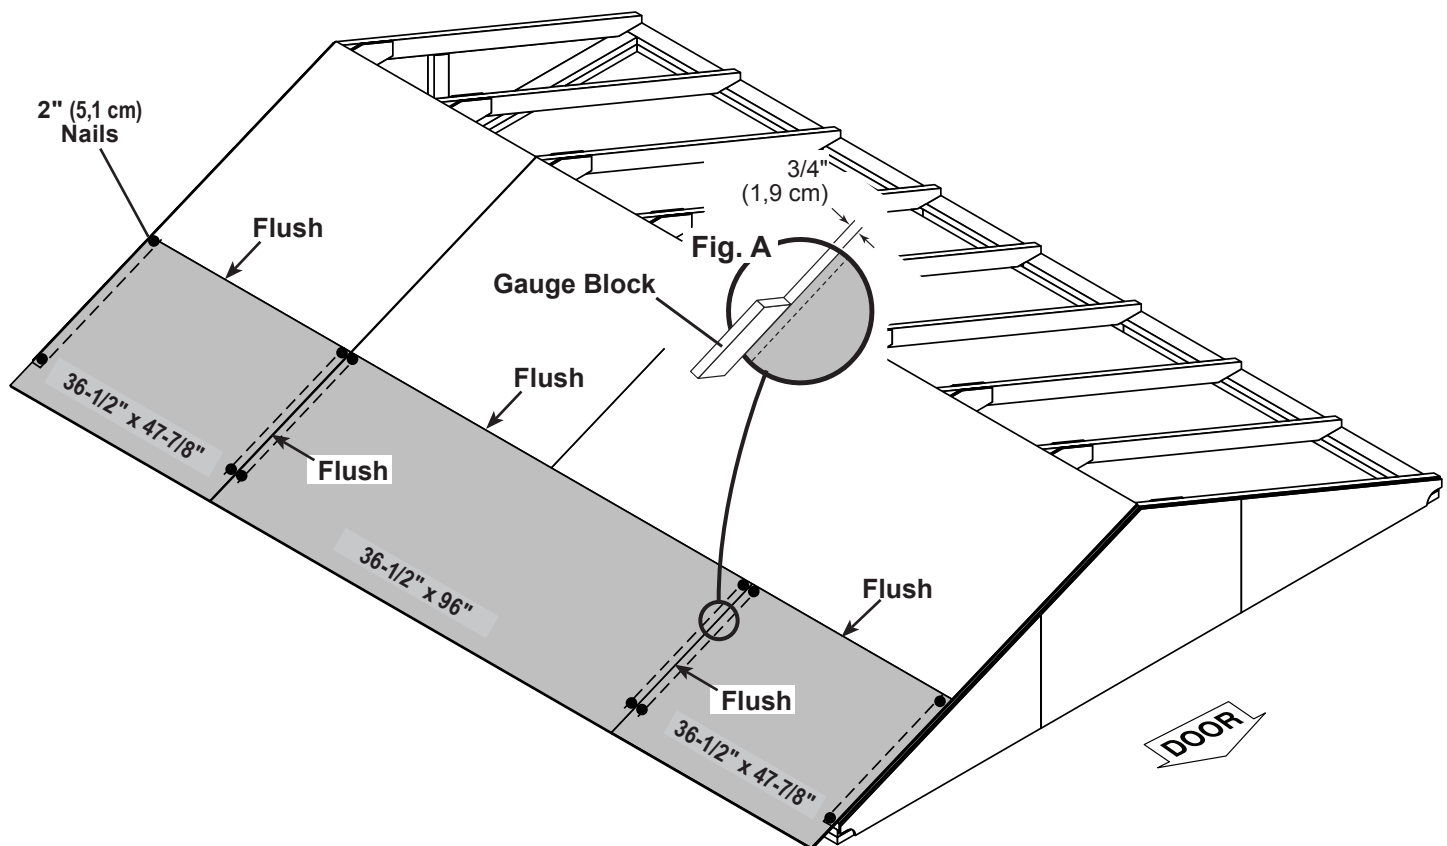 2" (5,1 cm)
Nails
3/4"
(1,9 cm)
Flush
Fig. A
Gauge Block
Flush
36-1/2" x 47-7/8"
Flush
36-1/2" x 96"
Flush
Flush
36-1/2" x 47-7/8"
DOOR